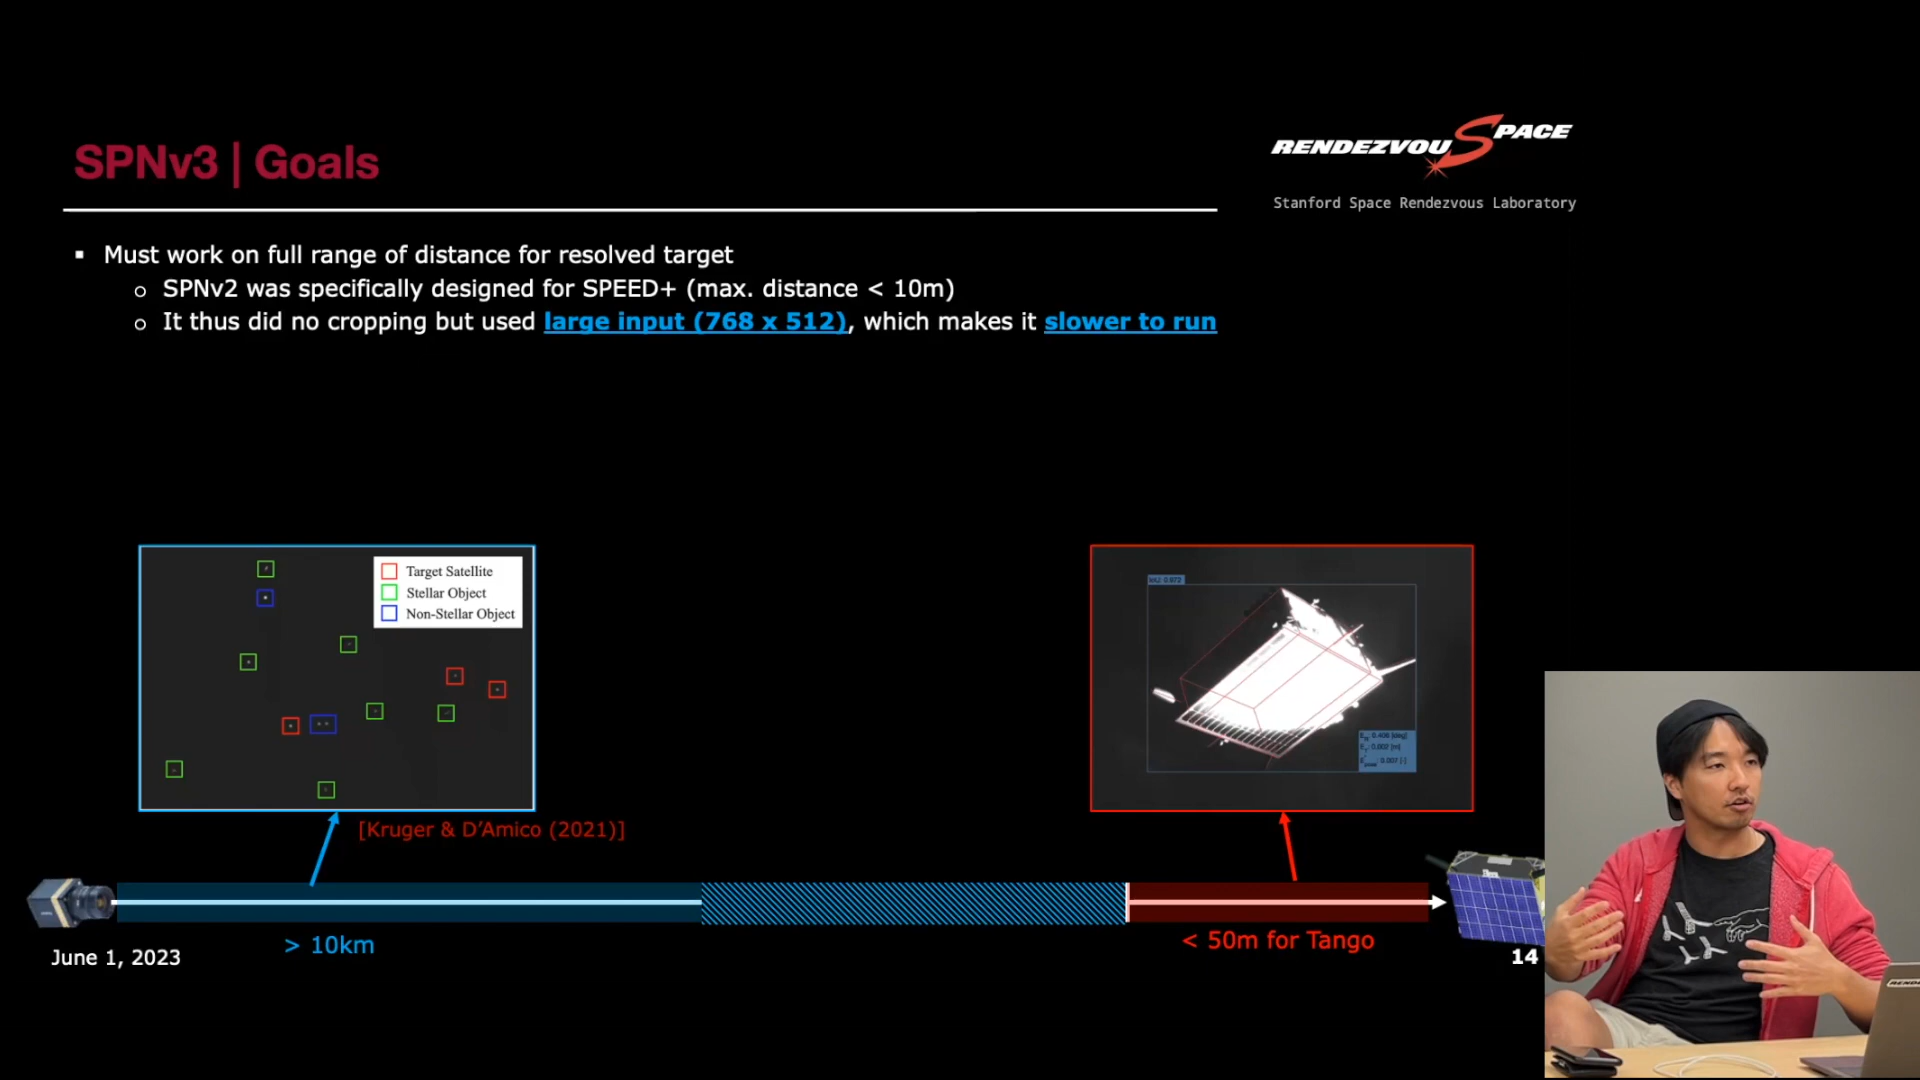 RENDEZVOUSPACE
SPNv3 | Goals
Stanford Space Rendezvous Laboratory
▪ Must work on full range of distance for resolved target
o SPNv2 was specifically designed for SPEED+ (max. distance < 10m)
o It thus did no cropping but used large input (768 x 512), which makes it slower to run
Target Satellite
Stellar Object
Non-Stellar Object
[Kruger & D'Amico (2021)]
> 10km
< 50m for Tango
June 1, 2023
14